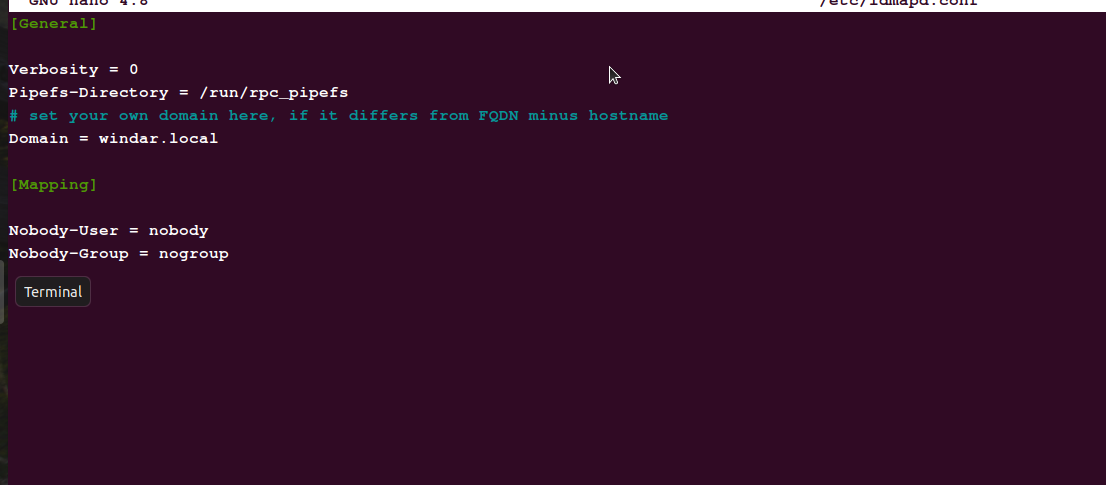 GNU nano 4.8 /etc/idmapd.conf
[General]
Verbosity = 0
Pipefs-Directory = /run/rpc_pipefs
# set your own domain here, if it differs from FQDN minus hostname
Domain = windar.local
[Mapping]
Nobody-User = nobody
Nobody-Group = nogroup
Terminal